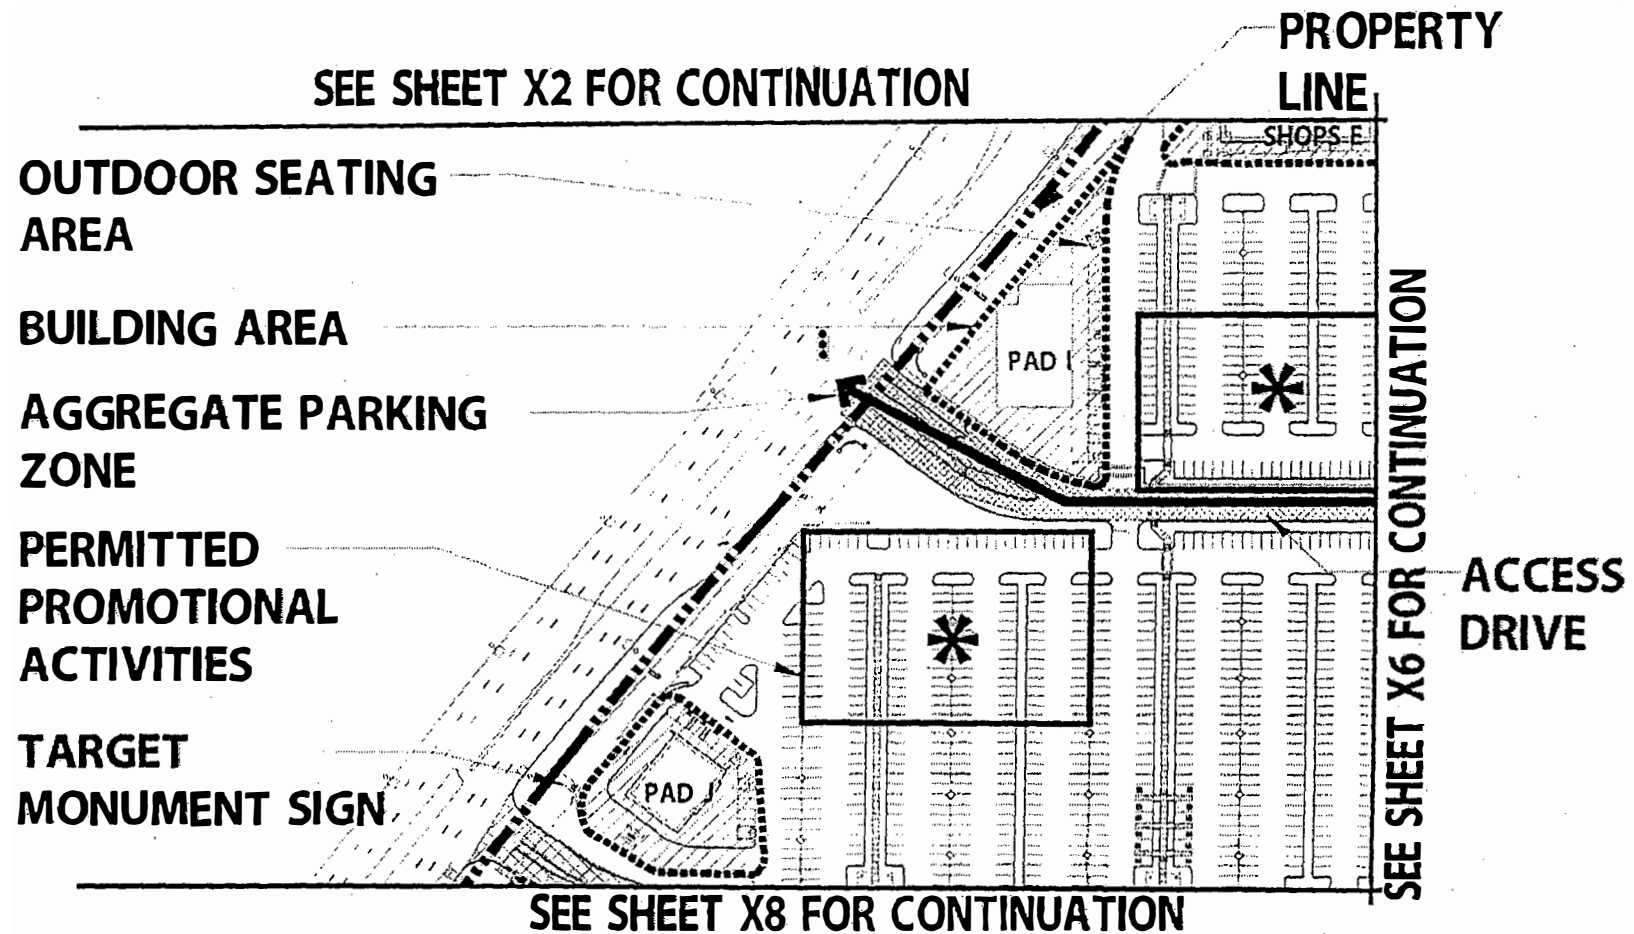 PROPERTY
LINE
SEE SHEET X2 FOR CONTINUATION
SHOPS E
OUTDOOR SEATING
AREA
BUILDING AREA
PAD I
AGGREGATE PARKING
ZONE
SEE SHEET X6 FOR CONTINUATION
PERMITTED
PROMOTIONAL
ACTIVITIES
ACCESS
DRIVE
TARGET
MONUMENT SIGN
PAD J
SEE SHEET X8 FOR CONTINUATION